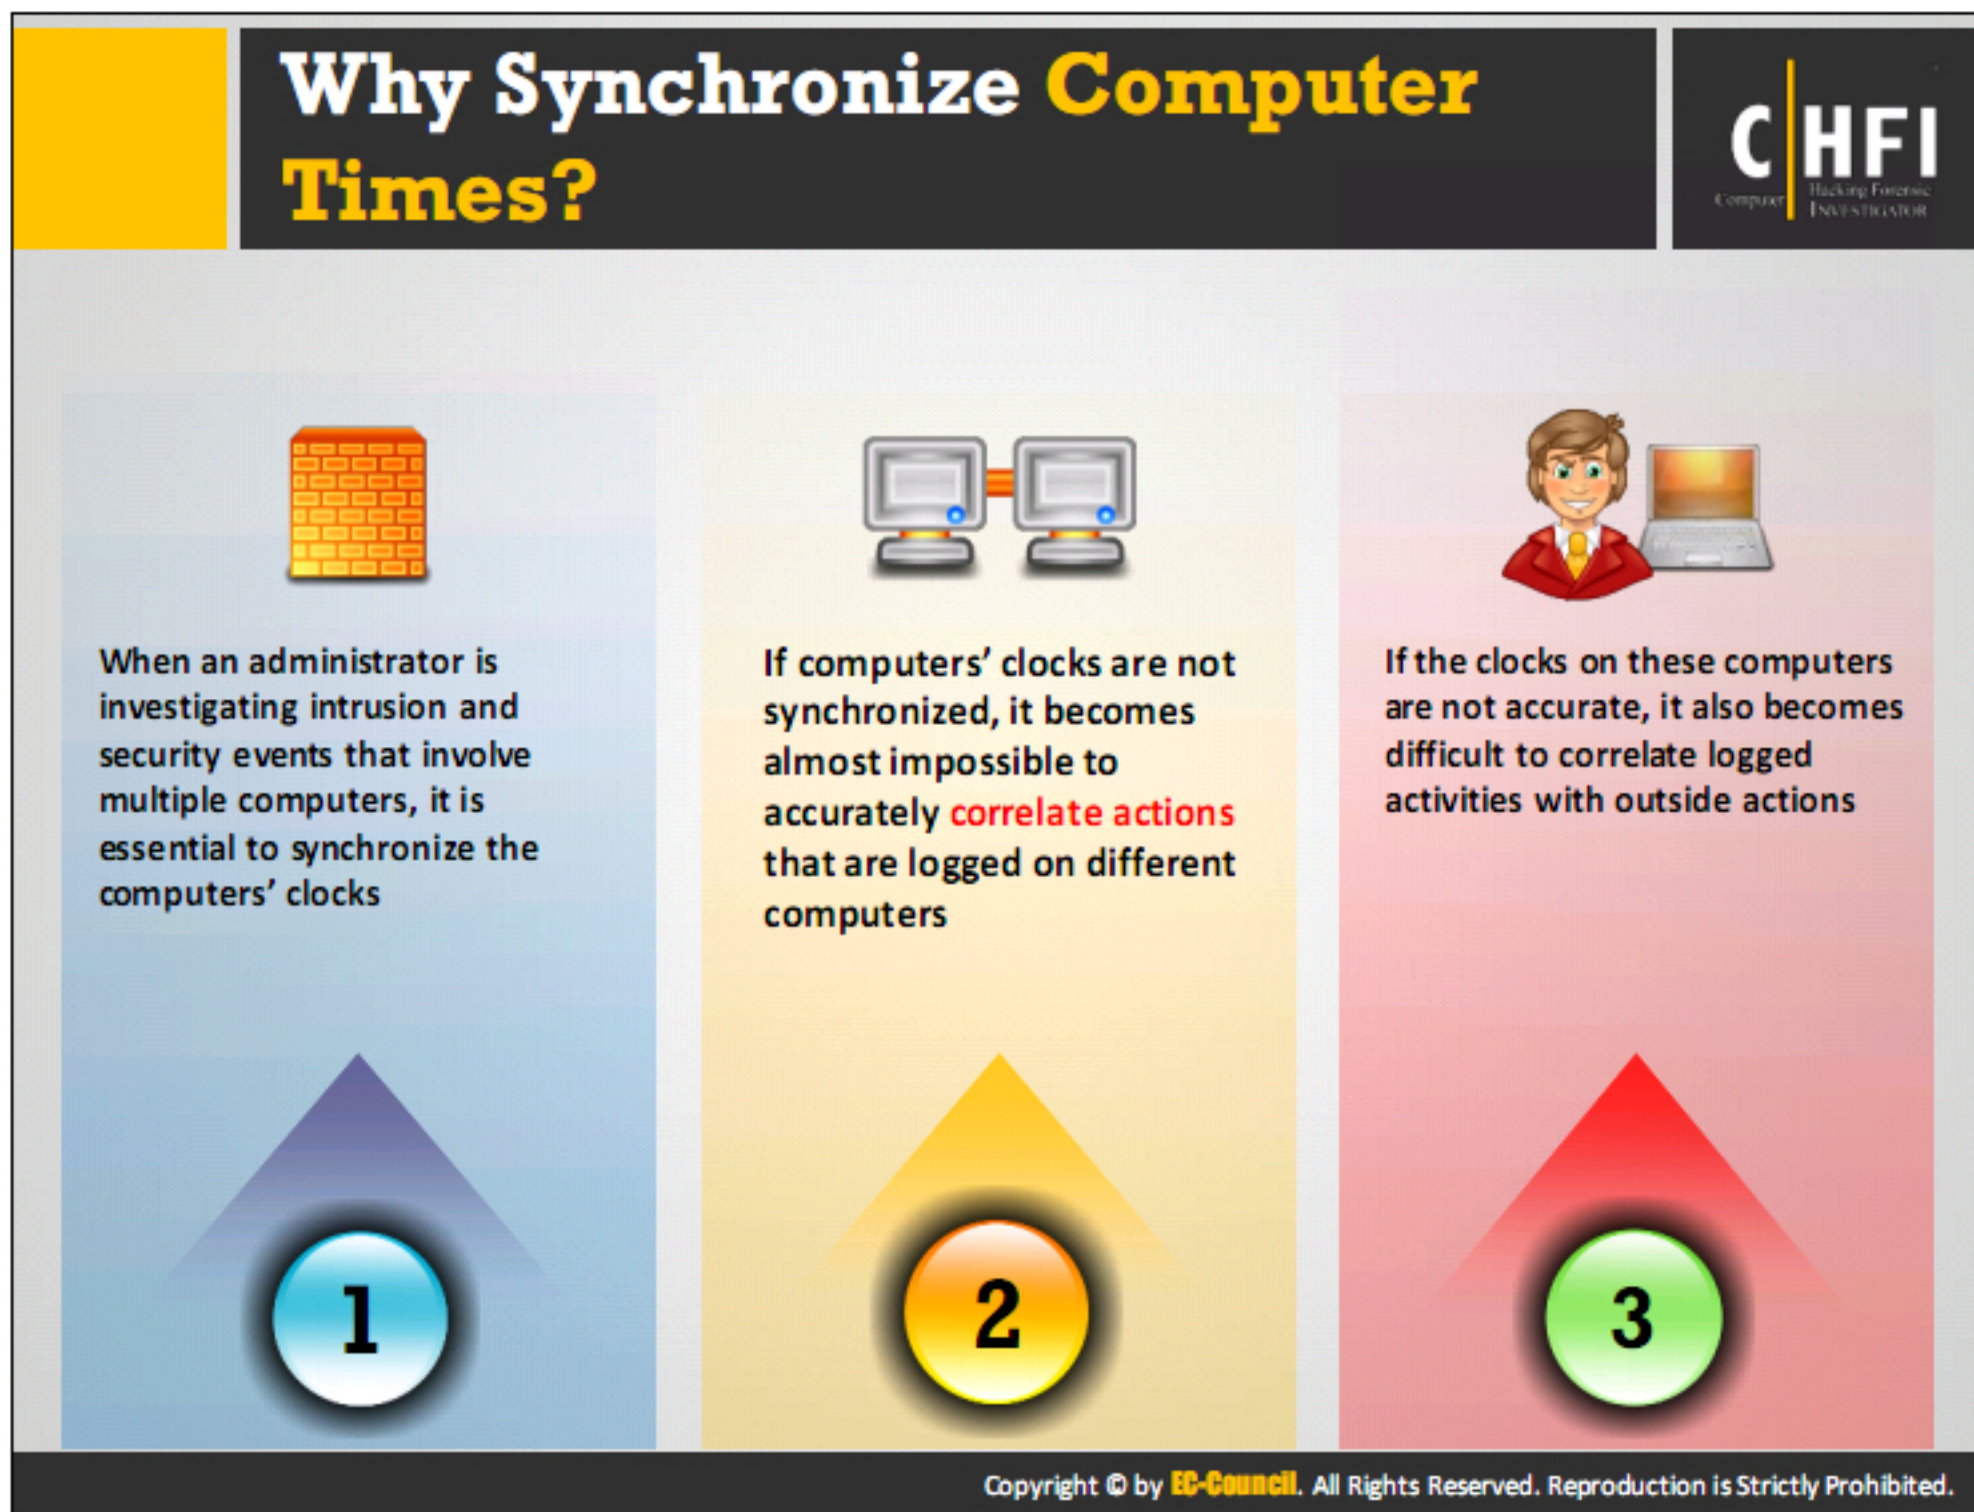 Why Synchronize Computer
Times?
C HFI
Computer
Hacking Forensic
INVESTIGATOR
When an administrator is
investigating intrusion and
security events that involve
multiple computers, it is
essential to synchronize the
computers' clocks
If computers' clocks are not
synchronized, it becomes
almost impossible to
accurately correlate actions
that are logged on different
computers
If the clocks on these computers
are not accurate, it also becomes
difficult to correlate logged
activities with outside actions
1
2
3
Copyright © by EC-Council. All Rights Reserved. Reproduction is Strictly Prohibited.